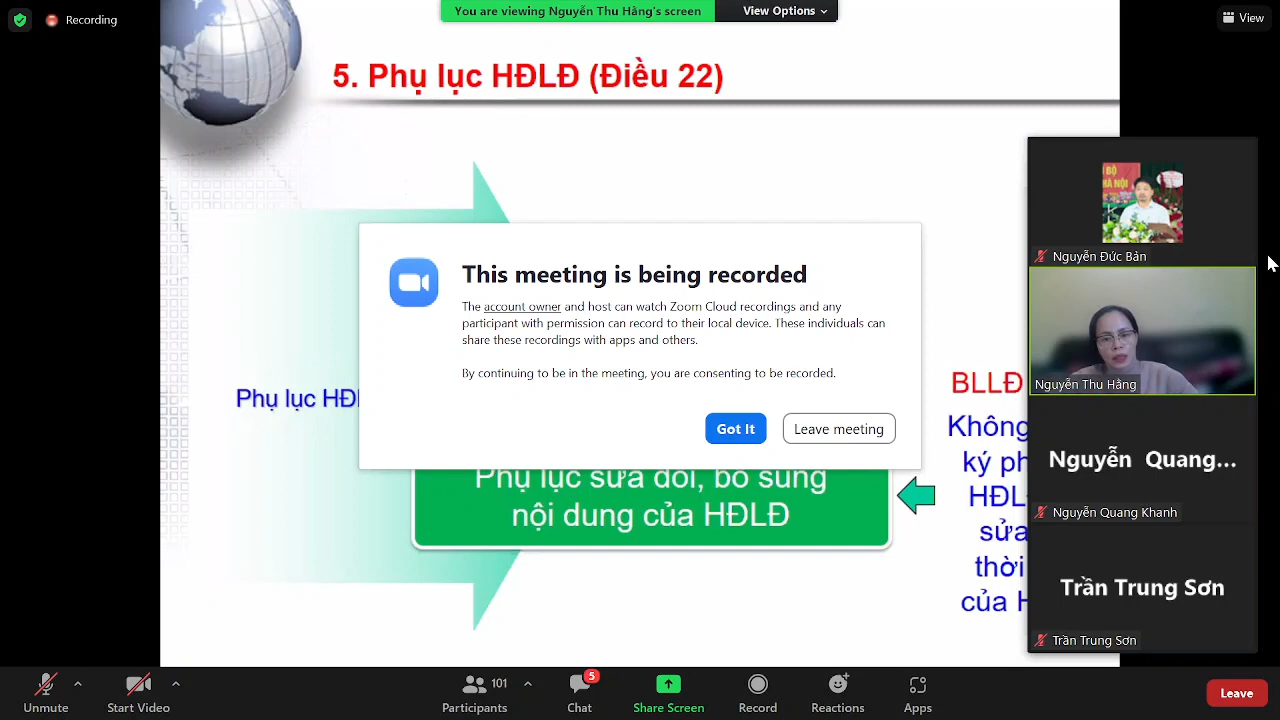 Recording
You are viewing Nguyễn Thu Hằng's screen
View Options
View
5. Phụ lục HĐLĐ (Điều 22)
This meeting is being recorded
The account owner and host can watch Zoom Cloud recordings and any
participant with permission can record to their local device. These individuals can
share these recordings with apps and others.
By continuing to be in the meeting, you are consenting to be recorded.
Got It
Leave meeting
Phụ lục
Phụ lục sửa đổi, bổ sung
nội dung của HĐLĐ
BLLĐ
Không
ký
sửa
thời
của
BỘ
HÀ NỘI
Nguyễn Đức Bản
Nguyễn Thu Hằng
Nguyễn Quang...
Nguyễn Quang Khanh
Trần Trung Sơn
Trần Trung Sơn
Unmute
Start Video
101
Participants
5
Chat
Share Screen
Record
Reactions
Apps
Leave